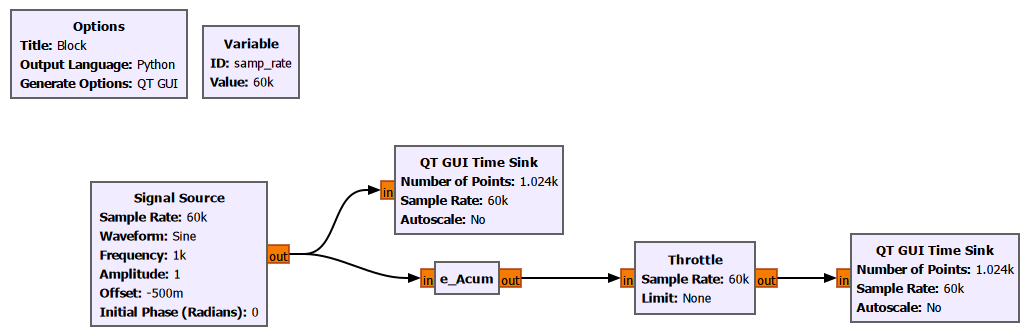 Options
Title: Block
Output Language: Python
Generate Options: QT GUI
Variable
ID: samp_rate
Value: 60k
QT GUI Time Sink
Number of Points: 1.024k
Sample Rate: 60k
Autoscale: No
in
Signal Source
Sample Rate: 60k
Waveform: Sine
Frequency: 1k
Amplitude: 1
Offset: -500m
Initial Phase (Radians): 0
out
in
e_Acum
out
in
Throttle
Sample Rate: 60k
Limit: None
out
in
QT GUI Time Sink
Number of Points: 1.024k
Sample Rate: 60k
Autoscale: No